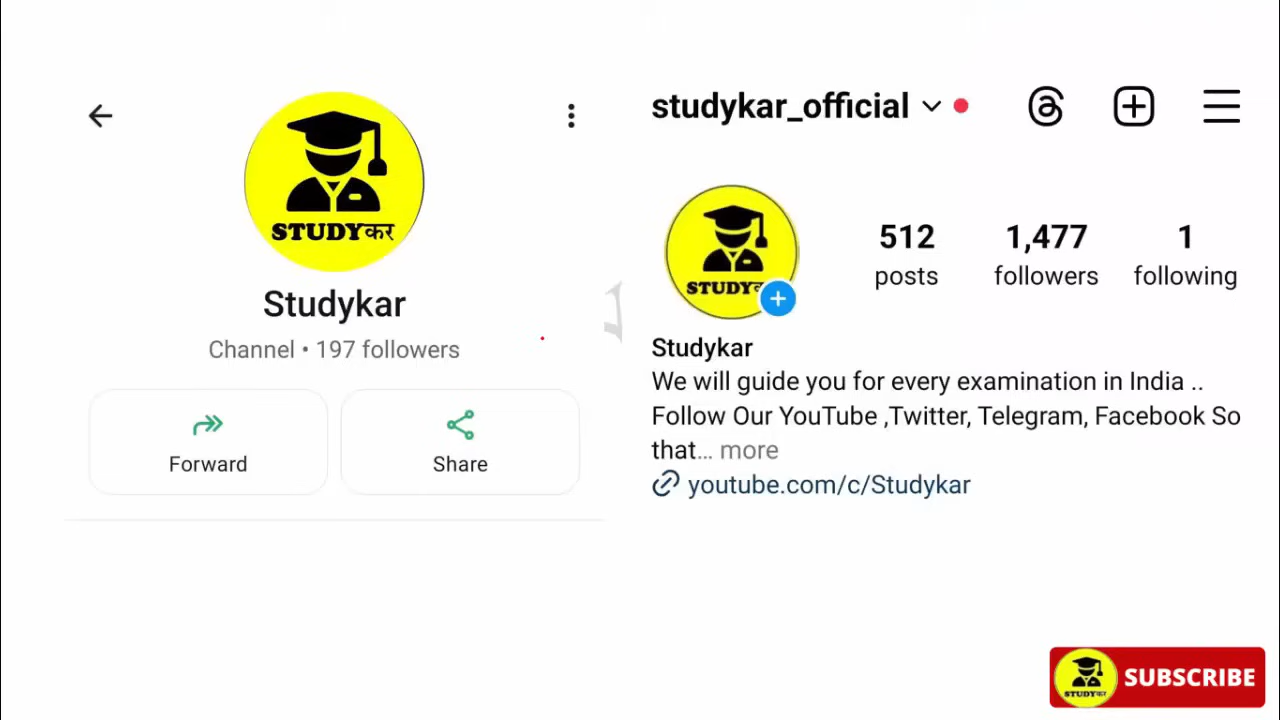 STUDYकर
Studykar
Channel • 197 followers
Forward
Share
studykar_official
STUDYकर
512
posts
1,477
followers
1
following
Studykar
We will guide you for every examination in India ..
Follow Our YouTube ,Twitter, Telegram, Facebook So
that... more
youtube.com/c/Studykar
STUDYकर
SUBSCRIBE